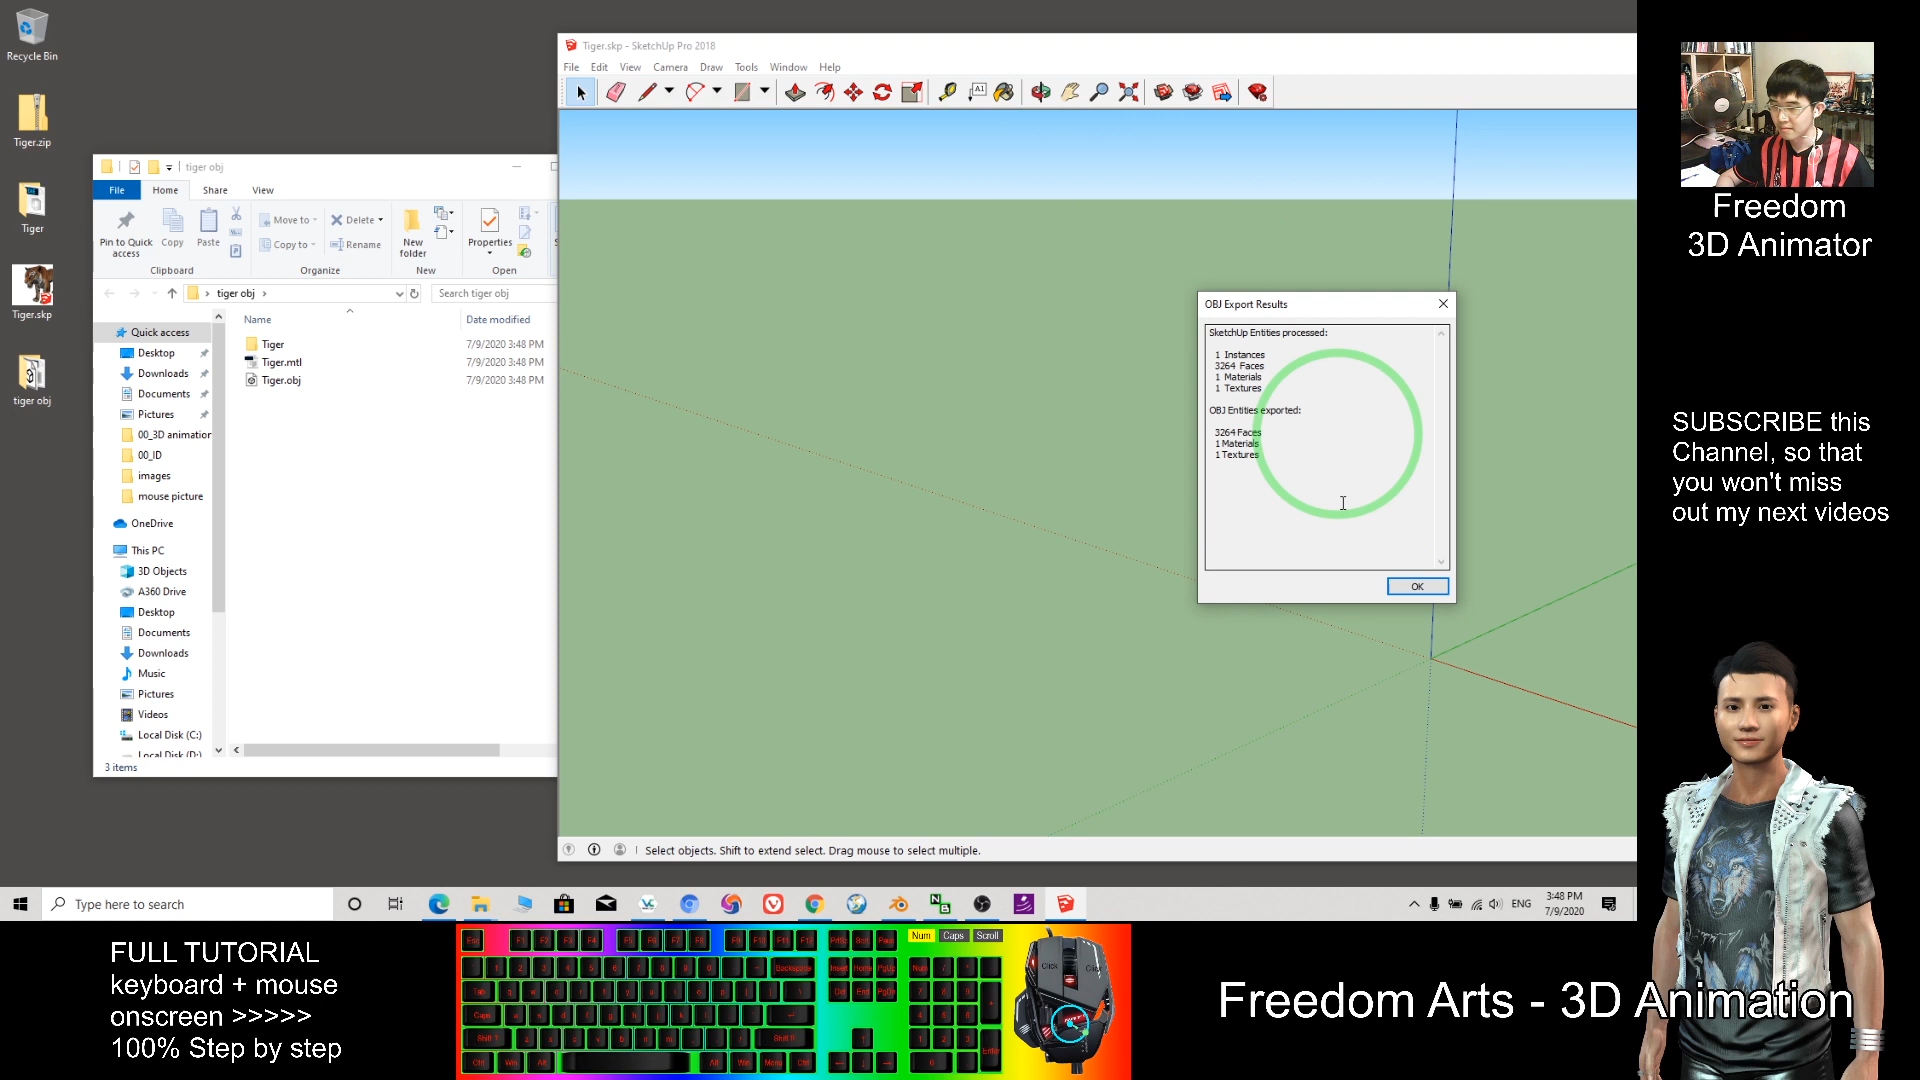 Recycle Bin
Tiger.zip
Tiger
Tiger.skp
tiger obj
tiger obj
File
Home
Share
View
Pin to Quick access
Copy
Paste
Move to
Copy to
Delete
Rename
New folder
Properties
Clipboard
Organize
New
Open
tiger obj
Search tiger obj
Name
Date modified
Tiger
7/9/2020 3:48 PM
Tiger.mtl
7/9/2020 3:48 PM
Tiger.obj
7/9/2020 3:48 PM
Quick access
Desktop
Downloads
Documents
Pictures
00_3D animation
00_ID
images
mouse picture
OneDrive
This PC
3D Objects
A360 Drive
Desktop
Documents
Downloads
Music
Pictures
Videos
Local Disk (C:)
Local Disk (D:)
3 items
Tiger.skp - SketchUp Pro 2018
File Edit View Camera Draw Tools Window Help
OBJ Export Results
SketchUp Entities processed:
1 Instances
3264 Faces
1 Materials
1 Textures
OBJ Entities exported:
3264 Faces
1 Materials
1 Textures
OK
Select objects. Shift to extend select. Drag mouse to select multiple.
Type here to search
ENG
3:48 PM
7/9/2020
Freedom
3D Animator
SUBSCRIBE this
Channel, so that
you won't miss
out my next videos
FULL TUTORIAL
keyboard + mouse
onscreen >>>>>
100% Step by step
Num Caps Scroll
Click
Freedom Arts - 3D Animation